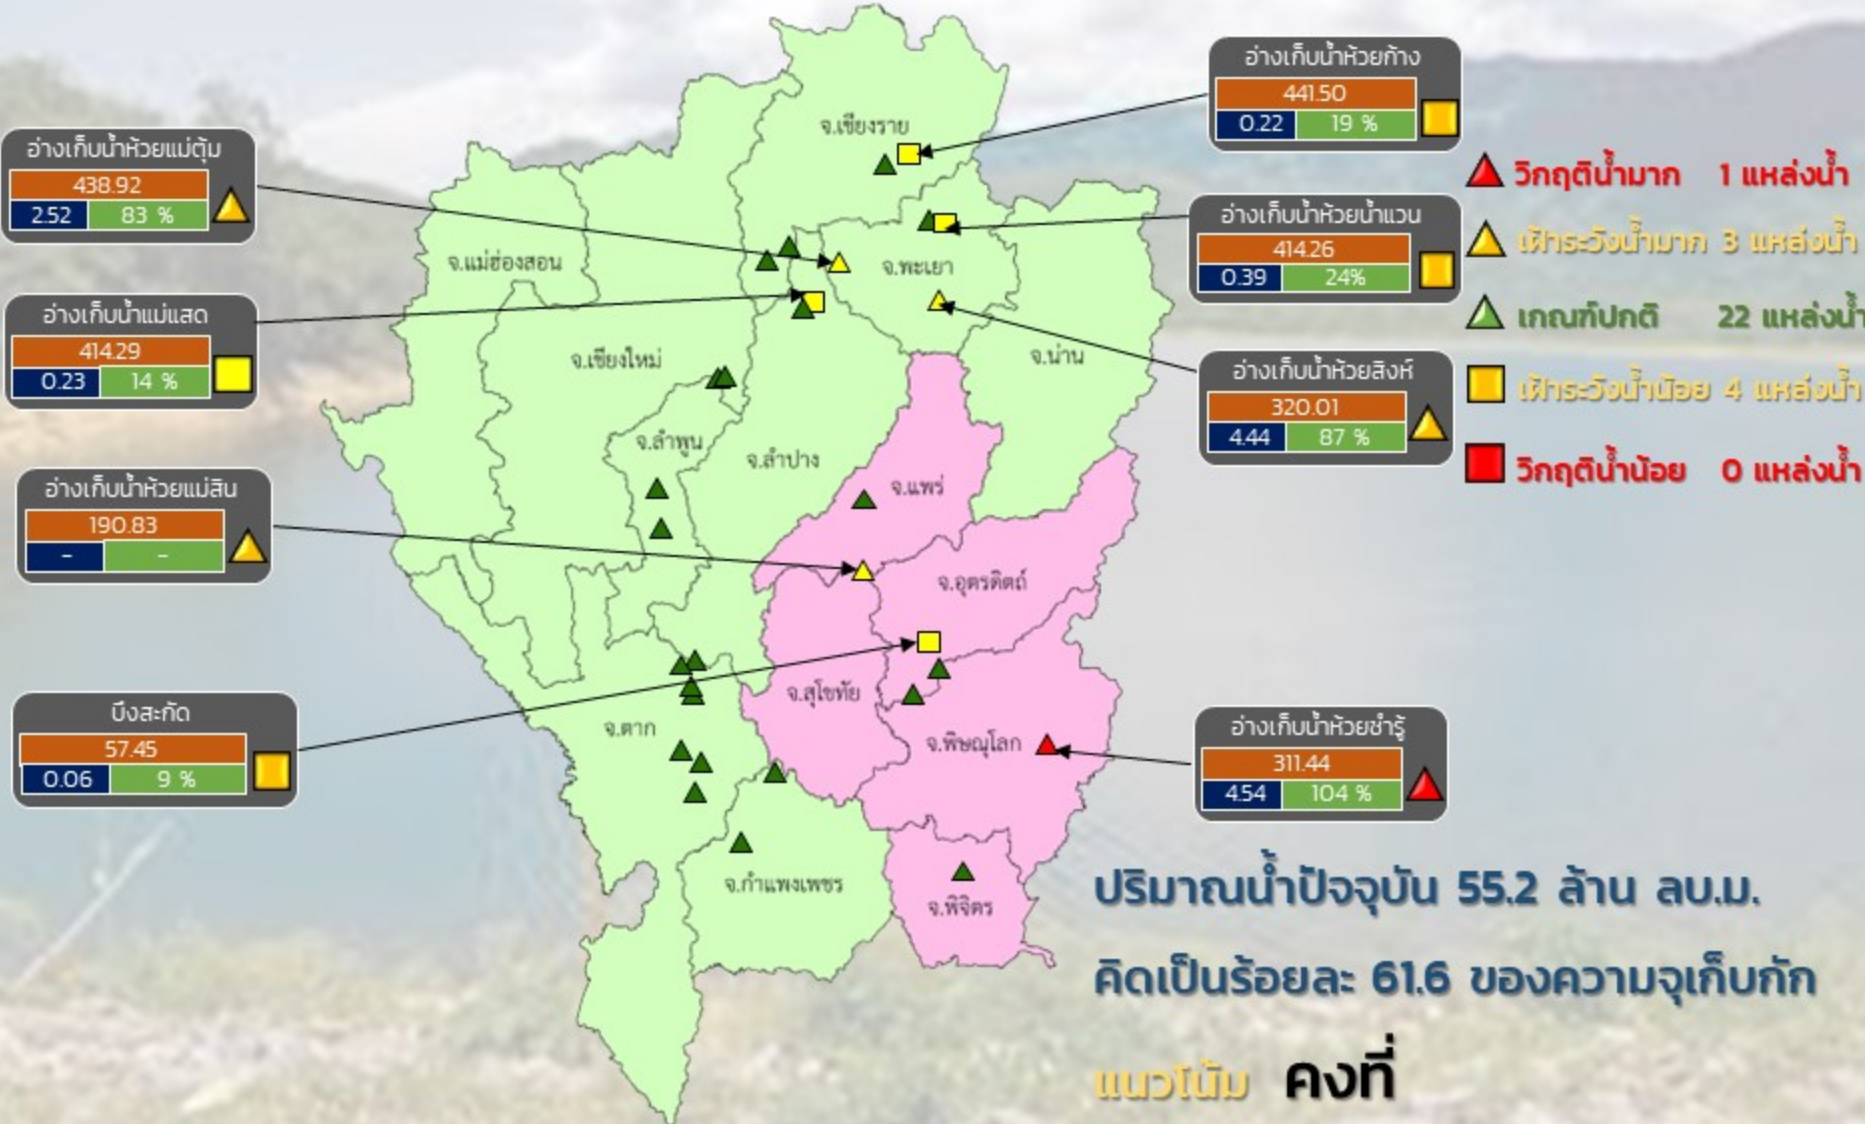 อ่างเก็บน้ำห้วยก้าง
441.50
0.22 19 %
อ่างเก็บน้ำห้วยแม่ตุ้ม
438.92
2.52 83 %
อ่างเก็บน้ำห้วยน้ำแวน
414.26
0.39 24%
อ่างเก็บน้ำแม่แสด
414.29
0.23 14 %
อ่างเก็บน้ำห้วยสิงห์
320.01
4.44 87 %
อ่างเก็บน้ำห้วยแม่สิน
190.83
- -
บึงสะกัด
57.45
0.06 9 %
อ่างเก็บน้ำห้วยซำรู้
311.44
4.54 104 %
วิกฤติน้ำมาก 1 แหล่งน้ำ
เฝ้าระวังน้ำมาก 3 แหล่งน้ำ
เกณฑ์ปกติ 22 แหล่งน้ำ
เฝ้าระวังน้ำน้อย 4 แหล่งน้ำ
วิกฤติน้ำน้อย 0 แหล่งน้ำ
จ.เชียงราย
จ.แม่ฮ่องสอน
จ.พะเยา
จ.เชียงใหม่
จ.น่าน
จ.ลำพูน
จ.ลำปาง
จ.แพร่
จ.อุตรดิตถ์
จ.สุโขทัย
จ.ตาก
จ.พิษณุโลก
จ.กำแพงเพชร
จ.พิจิตร
ปริมาณน้ำปัจจุบัน 55.2 ล้าน ลบ.ม.
คิดเป็นร้อยละ 61.6 ของความจุเก็บกัก
แนวโน้ม คงที่